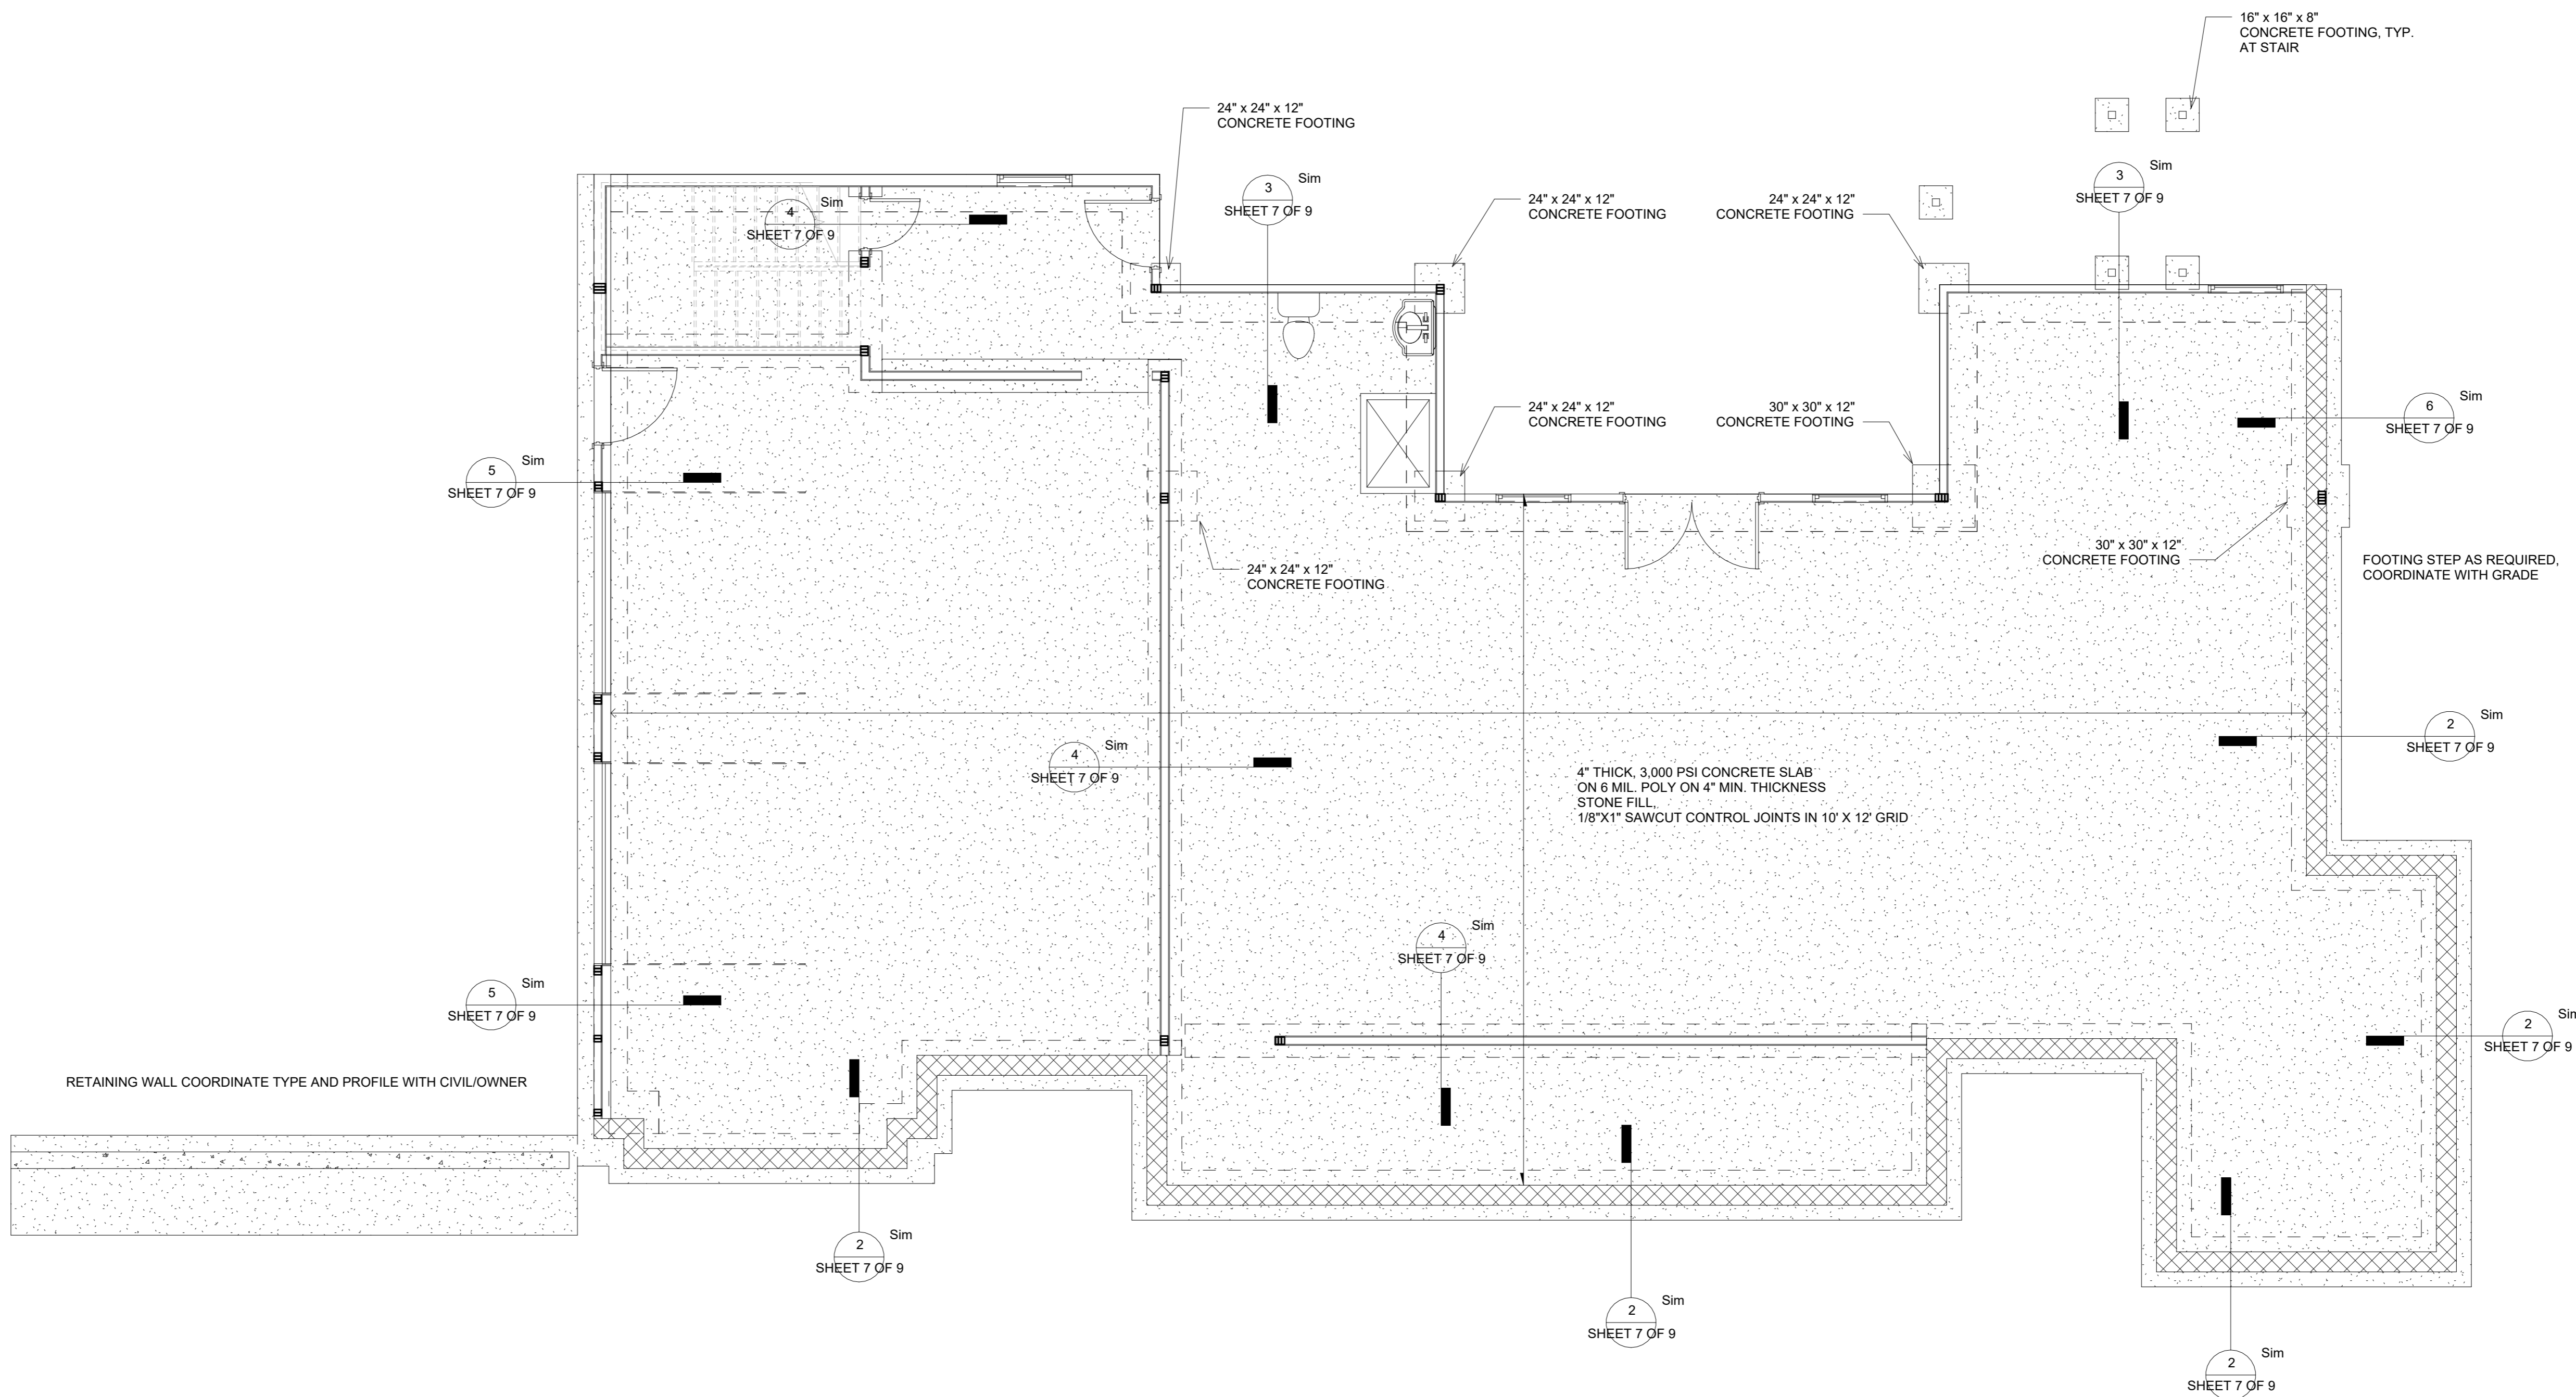 16" x 16" x 8"
CONCRETE FOOTING, TYP.
AT STAIR
24" x 24" x 12"
CONCRETE FOOTING
3
Sim
SHEET 7 OF 9
3
Sim
SHEET 7 OF 9
4
Sim
SHEET 7 OF 9
24" x 24" x 12"
CONCRETE FOOTING
24" x 24" x 12"
CONCRETE FOOTING
24" x 24" x 12"
CONCRETE FOOTING
30" x 30" x 12"
CONCRETE FOOTING
6
Sim
SHEET 7 OF 9
5
Sim
SHEET 7 OF 9
24" x 24" x 12"
CONCRETE FOOTING
30" x 30" x 12"
CONCRETE FOOTING
FOOTING STEP AS REQUIRED,
COORDINATE WITH GRADE
2
Sim
SHEET 7 OF 9
4
Sim
SHEET 7 OF 9
4" THICK, 3,000 PSI CONCRETE SLAB
ON 6 MIL. POLY ON 4" MIN. THICKNESS
STONE FILL,
1/8"X1" SAWCUT CONTROL JOINTS IN 10' X 12' GRID
4
Sim
SHEET 7 OF 9
5
Sim
SHEET 7 OF 9
2
Sim
SHEET 7 OF 9
RETAINING WALL COORDINATE TYPE AND PROFILE WITH CIVIL/OWNER
2
Sim
SHEET 7 OF 9
2
Sim
SHEET 7 OF 9
2
Sim
SHEET 7 OF 9